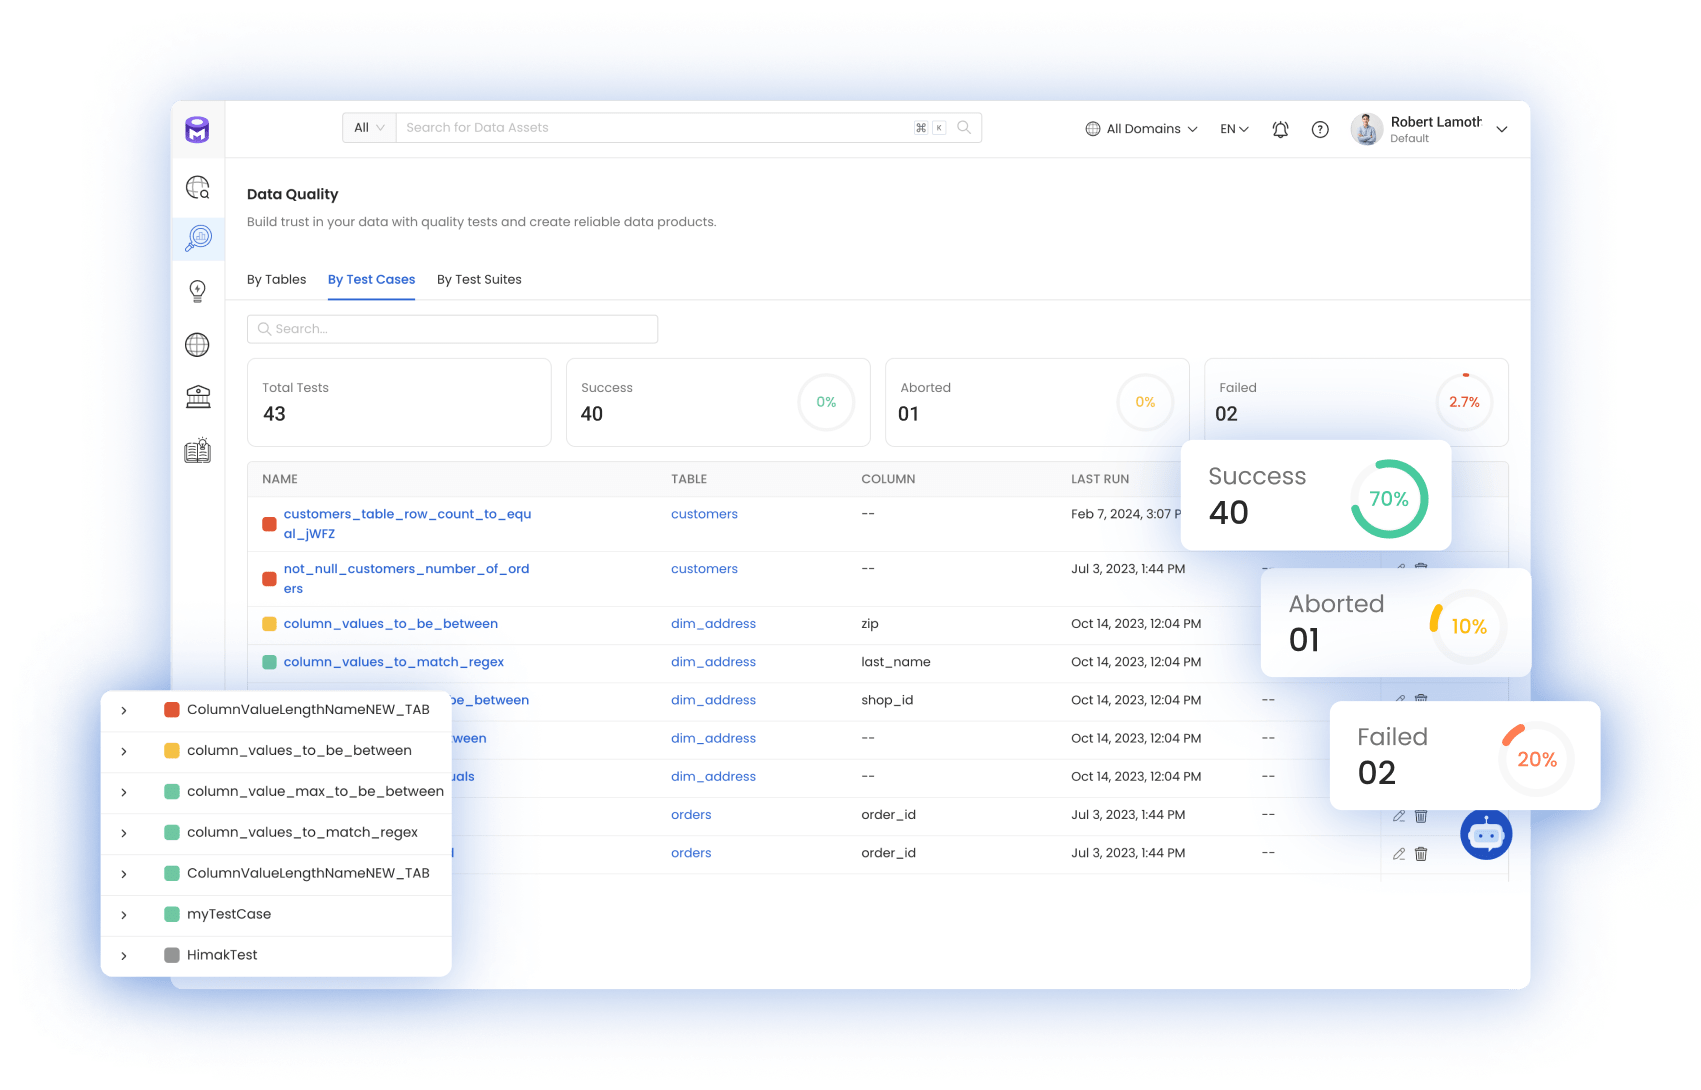 All
Search for Data Assets
⌘ K
All Domains
EN
Robert Lamoth
Default
Data Quality
Build trust in your data with quality tests and create reliable data products.
By Tables By Test Cases By Test Suites
Search...
Total Tests
43
Success
40
0%
Aborted
01
0%
Failed
02
2.7%
NAME TABLE COLUMN LAST RUN
customers_table_row_count_to_equ
al_jWFZ
customers -- Feb 7, 2024, 3:07 P
not_null_customers_number_of_ord
ers
customers -- Jul 3, 2023, 1:44 PM --
column_values_to_be_between dim_address zip Oct 14, 2023, 12:04 PM
column_values_to_match_regex dim_address last_name Oct 14, 2023, 12:04 PM
be_between dim_address shop_id Oct 14, 2023, 12:04 PM --
ween dim_address -- Oct 14, 2023, 12:04 PM --
uals dim_address -- Oct 14, 2023, 12:04 PM --
orders order_id Jul 3, 2023, 1:44 PM --
orders order_id Jul 3, 2023, 1:44 PM --
Success
40
70%
Aborted
01
10%
Failed
02
20%
ColumnValueLengthNameNEW_TAB
column_values_to_be_between
column_value_max_to_be_between
column_values_to_match_regex
ColumnValueLengthNameNEW_TAB
myTestCase
HimakTest